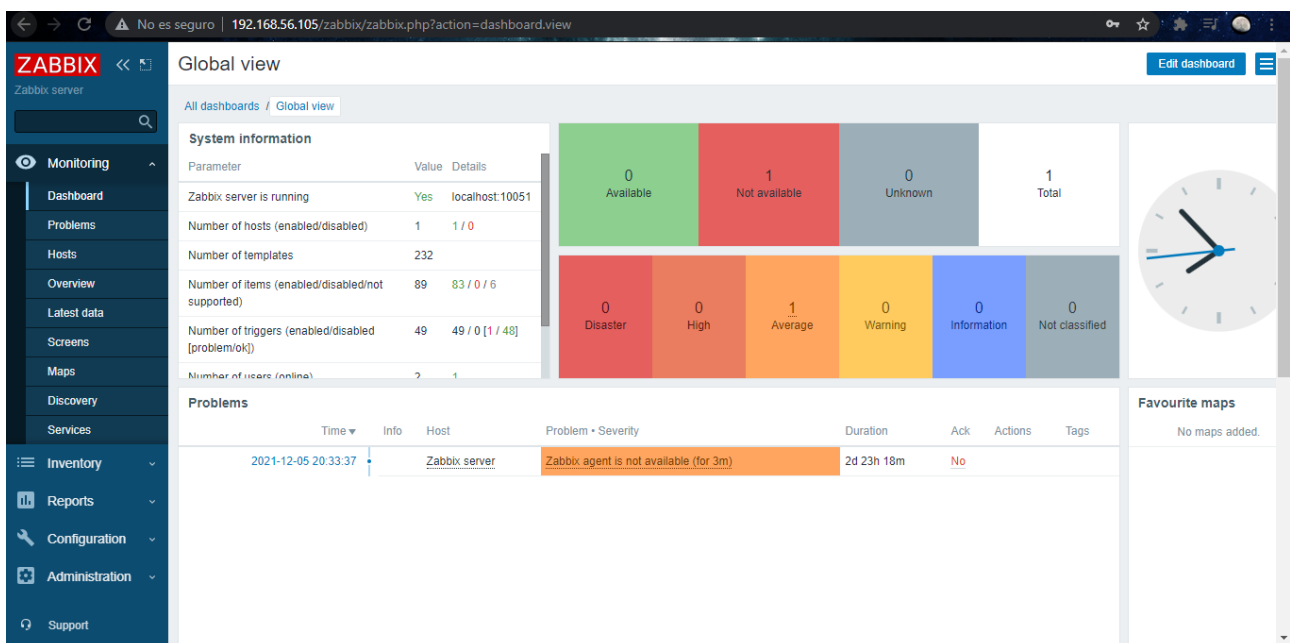 No es seguro 192.168.56.105/zabbix/zabbix.php?action=dashboard.view
ZABBIX
Zabbix server
Monitoring
Dashboard
Problems
Hosts
Overview
Latest data
Screens
Maps
Discovery
Services
Inventory
Reports
Configuration
Administration
Support
Global view
Edit dashboard
All dashboards / Global view
System information
Parameter Value Details
Zabbix server is running Yes localhost:10051
Number of hosts (enabled/disabled) 1 1 / 0
Number of templates 232
Number of items (enabled/disabled/not
supported) 89 83 / 0 / 6
Number of triggers (enabled/disabled
[problem/ok]) 49 49 / 0 [1 / 48]
Number of users (online) 2 1
0
Available
1
Not available
0
Unknown
1
Total
0
Disaster
0
High
1
Average
0
Warning
0
Information
0
Not classified
Problems
Time Info Host Problem • Severity Duration Ack Actions Tags
2021-12-05 20:33:37 Zabbix server Zabbix agent is not available (for 3m) 2d 23h 18m No
Favourite maps
No maps added.